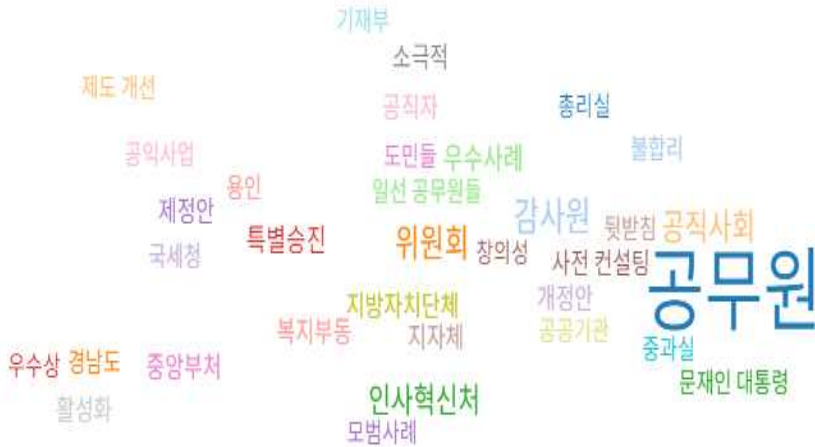 기재부
소극적
제도 개선
공직자
총리실
공익사업
도민들
우수사례
불합리
용인
일선 공무원들
제정안
감사원
뒷받침
공직사회
특별승진
위원회
창의성
국세청
사전 컨설팅
공무원
개정안
지방자치단체
복지부동
지자체
공공기관
중과실
우수상
경남도
중앙부처
문재인 대통령
인사혁신처
활성화
모범사례